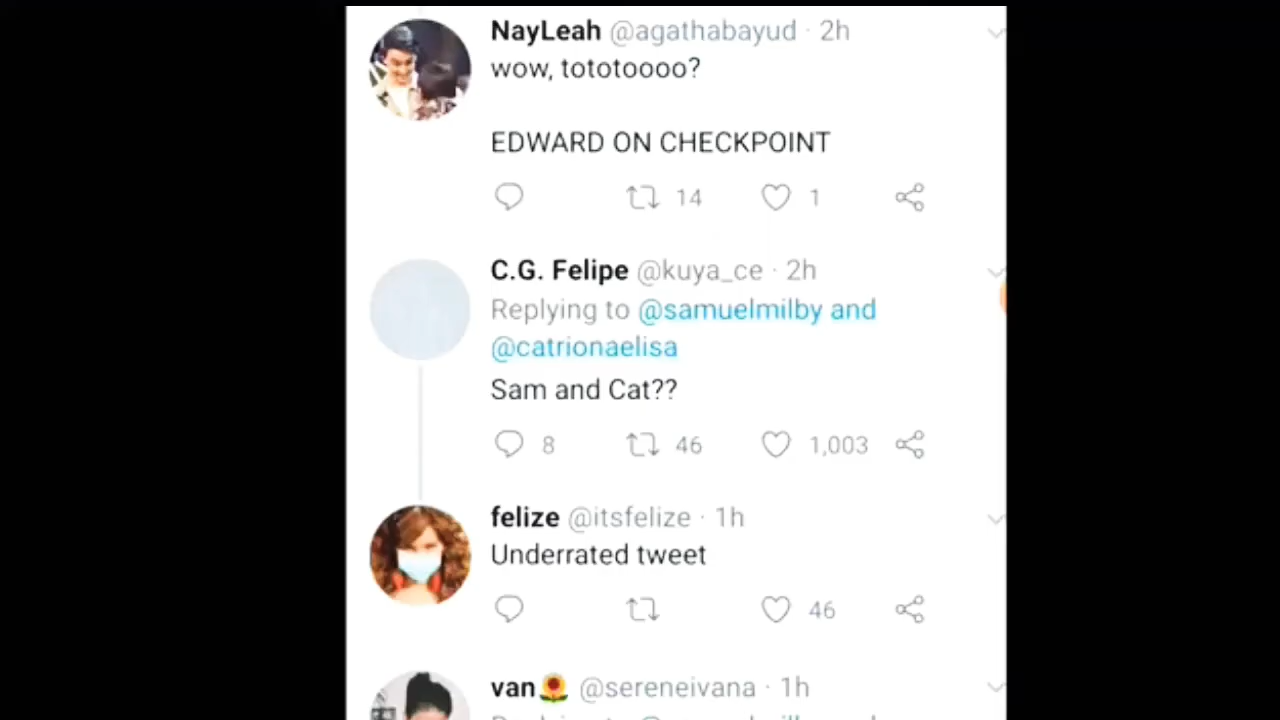 NayLeah @agathabayud · 2h
wow, tototoooo?
EDWARD ON CHECKPOINT
14 1
C.G. Felipe @kuya_ce · 2h
Replying to @samuelmilby and
@catrionaelisa
Sam and Cat??
8 46 1,003
felize @itsfelize · 1h
Underrated tweet
46
van🌻 @sereneivana · 1h